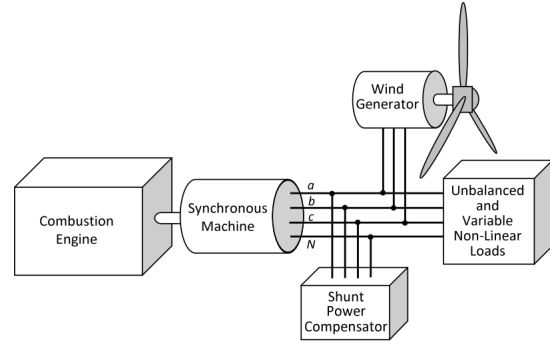 Wind
Generator
Combustion
Engine
Synchronous
Machine
a
b
c
N
Unbalanced
and
Variable
Non-Linear
Loads
Shunt
Power
Compensator